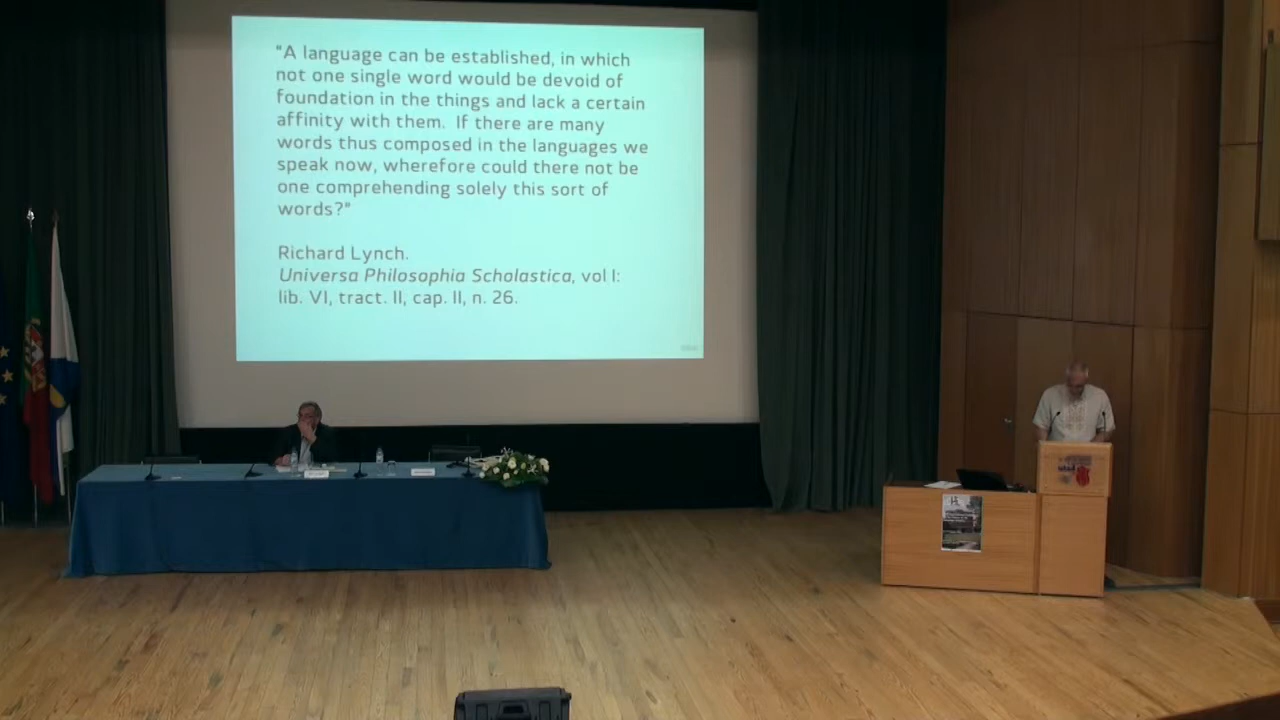 "A language can be established, in which
not one single word would be devoid of
foundation in the things and lack a certain
affinity with them.  If there are many
words thus composed in the languages we
speak now, wherefore could there not be
one comprehending solely this sort of
words?"
Richard Lynch.
Universa Philosophia Scholastica, vol I:
lib. VI, tract. II, cap. II, n. 26.